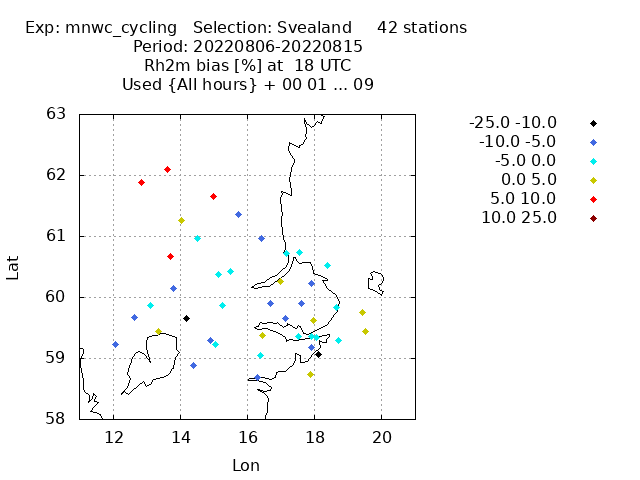 Exp: mnwc_cycling   Selection: Svealand     42 stations
Period: 20220806-20220815
Rh2m bias [%] at  18 UTC
Used {All hours} + 00 01 ... 09
-25.0 -10.0
-10.0 -5.0
-5.0 0.0
0.0 5.0
5.0 10.0
10.0 25.0
63
62
61
60
59
58
Lat
12 14 16 18 20
Lon